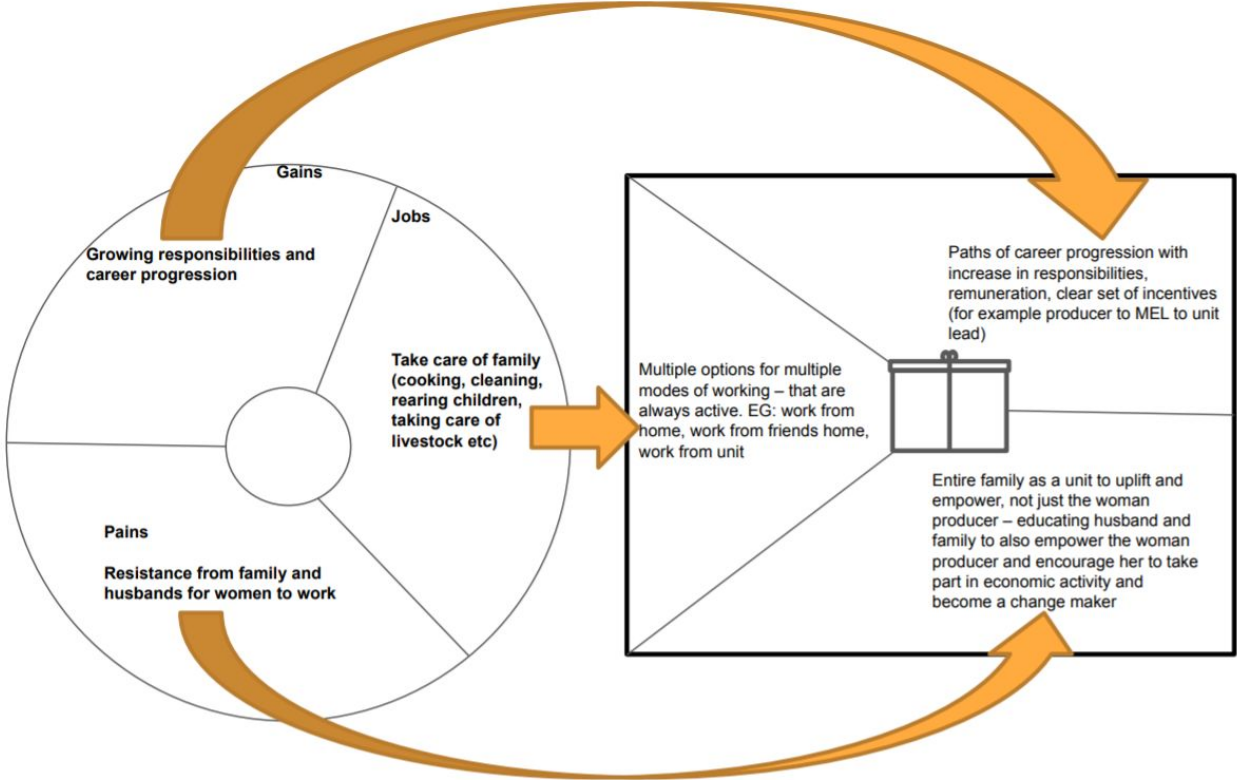 Gains
Jobs
Growing responsibilities and
career progression
Take care of family
(cooking, cleaning,
rearing children,
taking care of
livestock etc)
Pains
Resistance from family and
husbands for women to work
Multiple options for multiple
modes of working – that are
always active. EG: work from
home, work from friends home,
work from unit
Paths of career progression with
increase in responsibilities,
remuneration, clear set of incentives
(for example producer to MEL to unit
lead)
Entire family as a unit to uplift and
empower, not just the woman
producer – educating husband and
family to also empower the woman
producer and encourage her to take
part in economic activity and
become a change maker